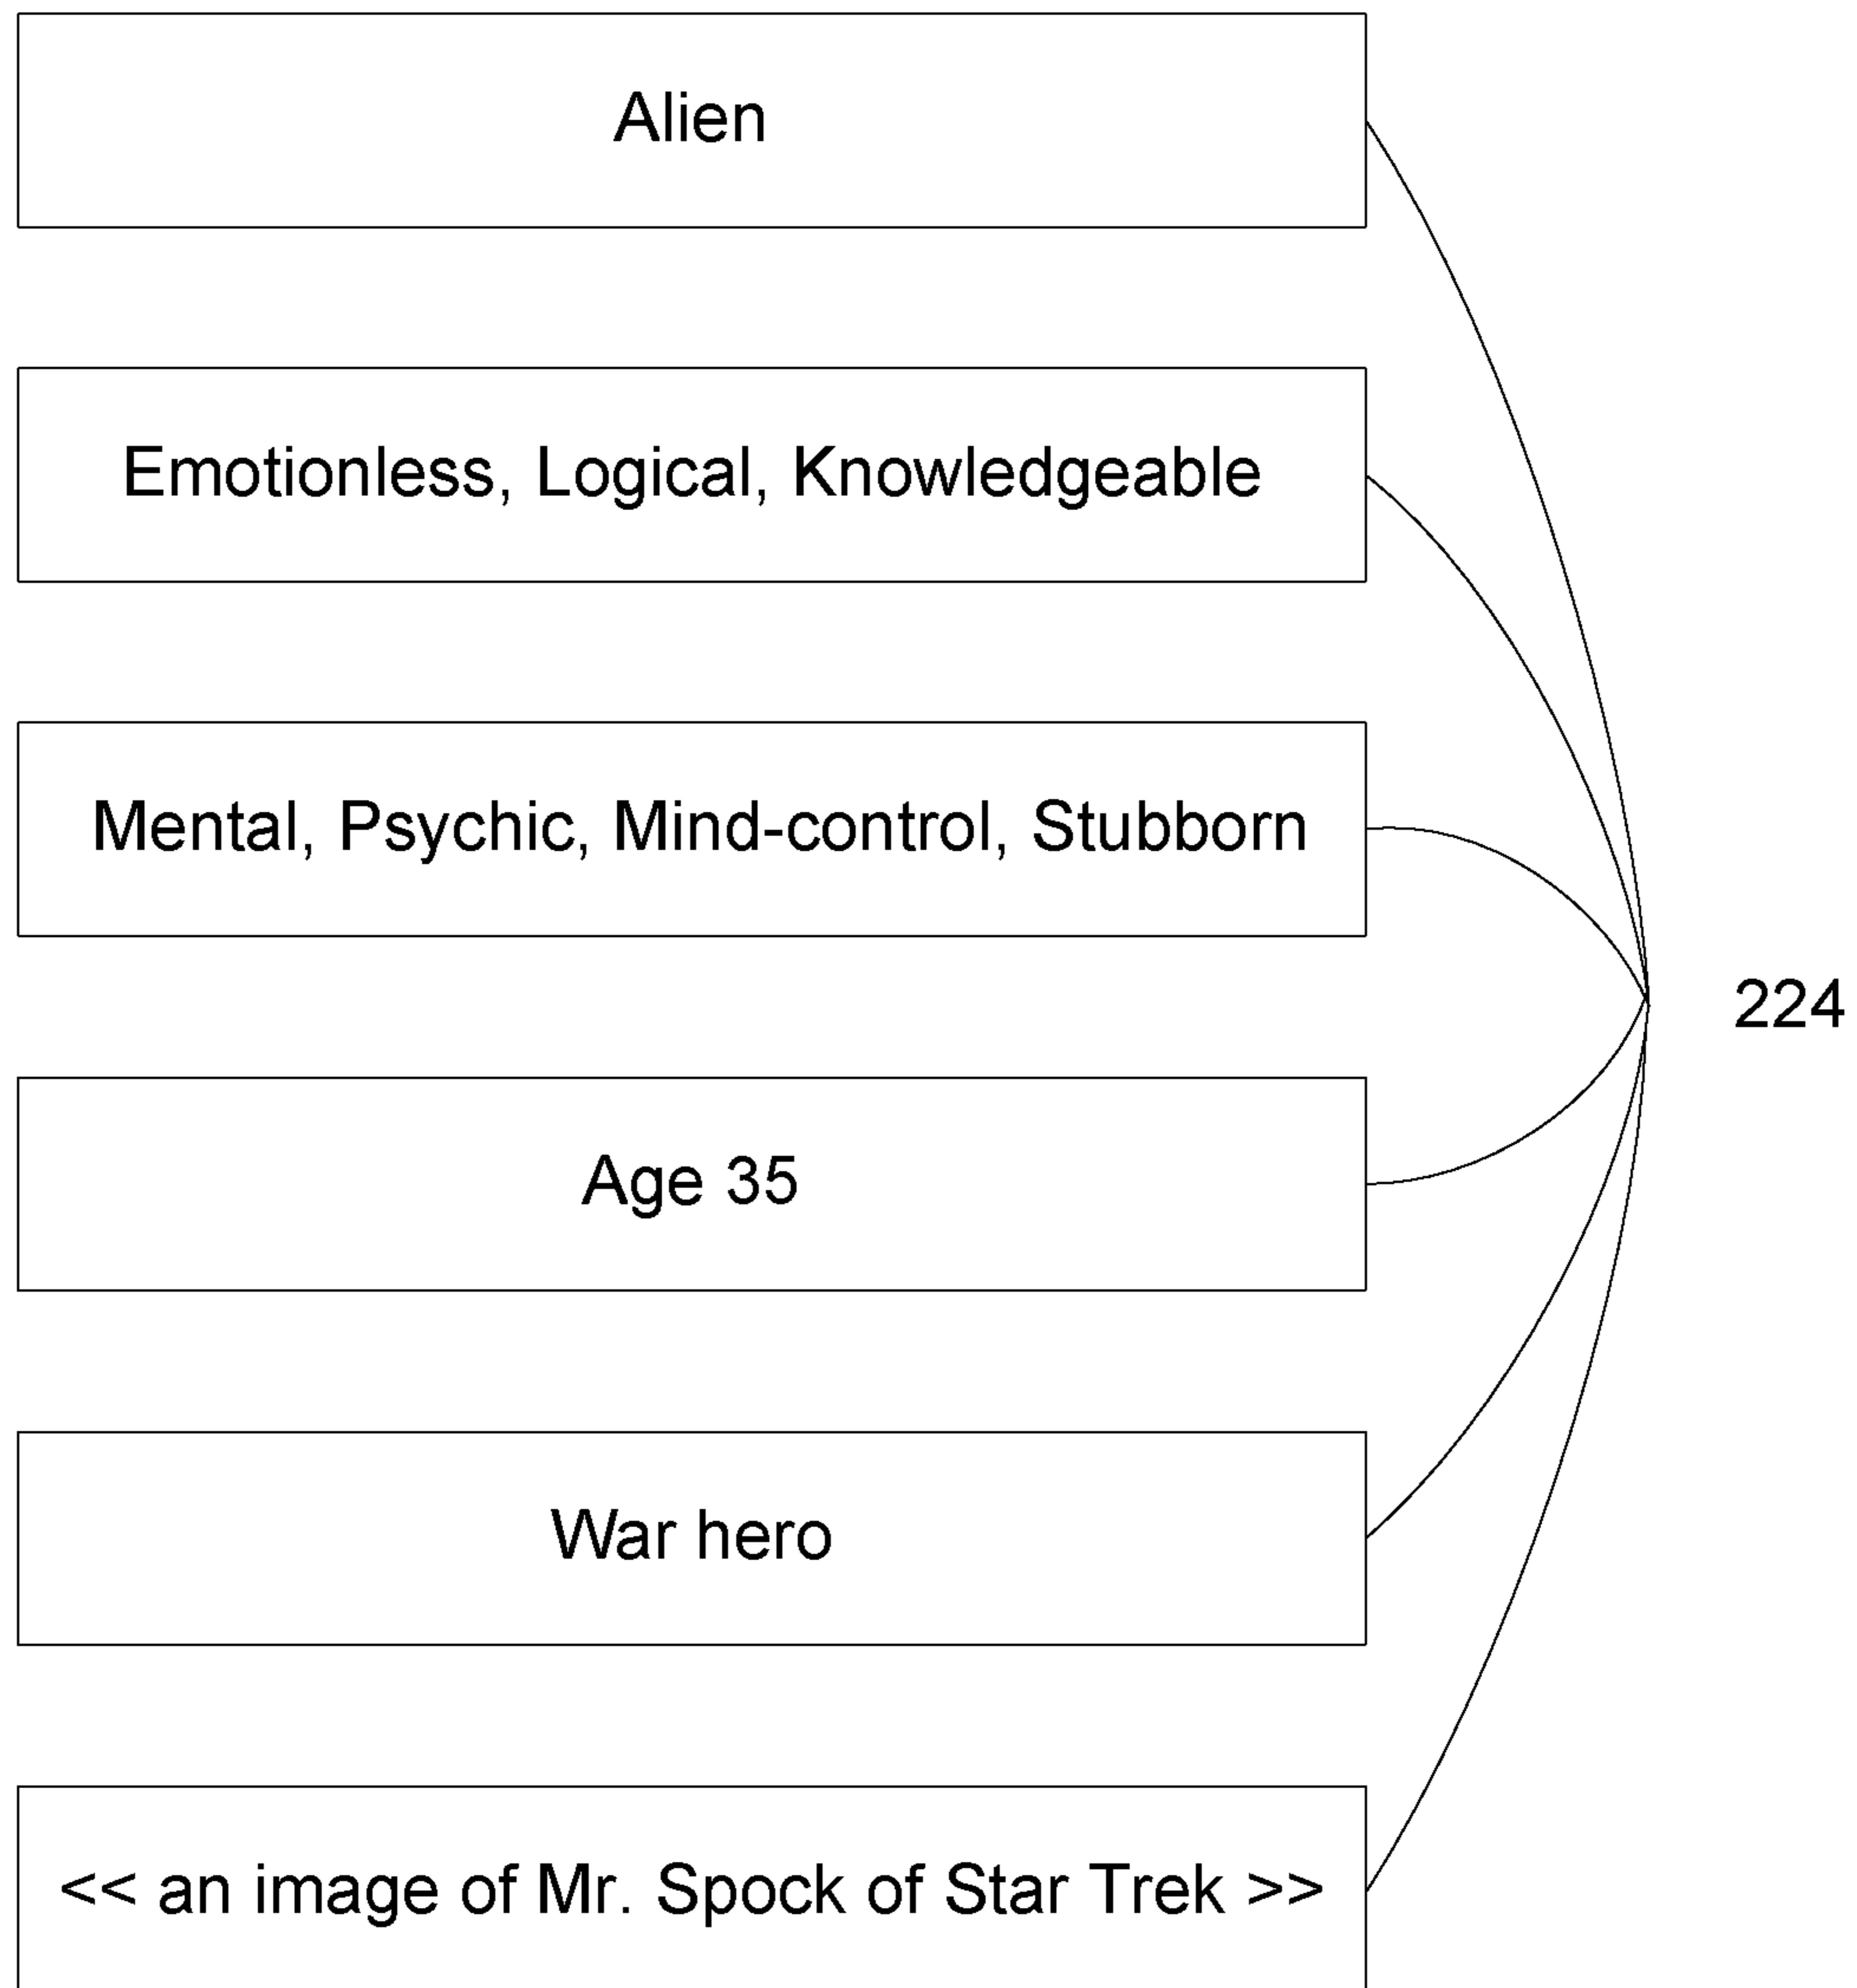 Alien
Emotionless, Logical, Knowledgeable
Mental, Psychic, Mind-control, Stubborn
224
Age 35
War hero
<< an image of Mr. Spock of Star Trek >>